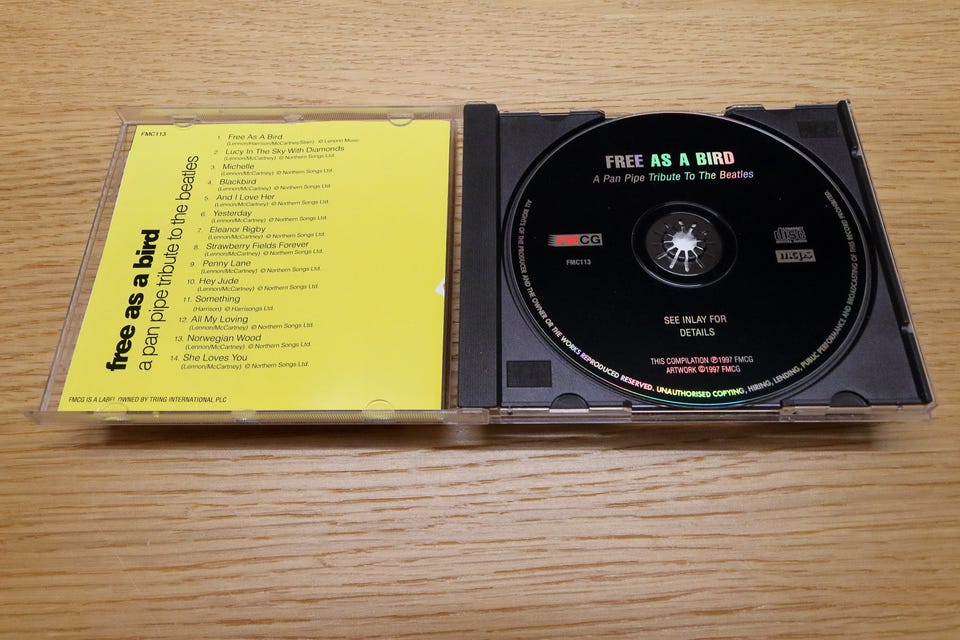 FMC113
free as a bird
a pan pipe tribute to the beatles
1. Free As A Bird
(Lennon/Harrison/McCartney/Starr) © Lenono Music
2. Lucy In The Sky With Diamonds
(Lennon/McCartney) © Northern Songs Ltd.
3. Michelle
(Lennon/McCartney) © Northern Songs Ltd.
4. Blackbird
(Lennon/McCartney) © Northern Songs Ltd.
5. And I Love Her
(Lennon/McCartney) © Northern Songs Ltd.
6. Yesterday
(Lennon/McCartney) © Northern Songs Ltd.
7. Eleanor Rigby
(Lennon/McCartney) © Northern Songs Ltd.
8. Strawberry Fields Forever
(Lennon/McCartney) © Northern Songs Ltd.
9. Penny Lane
(Lennon/McCartney) © Northern Songs Ltd.
10. Hey Jude
(Lennon/McCartney) © Northern Songs Ltd.
11. Something
(Harrison) © Harrisongs Ltd.
12. All My Loving
(Lennon/McCartney) © Northern Songs Ltd.
13. Norwegian Wood
(Lennon/McCartney) © Northern Songs Ltd.
14. She Loves You
(Lennon/McCartney) © Northern Songs Ltd.
FMCG IS A LABEL OWNED BY TRING INTERNATIONAL PLC
FREE AS A BIRD
A Pan Pipe Tribute To The Beatles
FMCG
FMC113
COMPACT
disc
DIGITAL AUDIO
mcps
SEE INLAY FOR
DETAILS
THIS COMPILATION ℗1997 FMCG
ARTWORK ©1997 FMCG
ALL RIGHTS OF THE PRODUCER AND THE OWNER OR THE WORKS REPRODUCED RESERVED. UNAUTHORISED COPYING, HIRING, LENDING, PUBLIC PERFORMANCE AND BROADCASTING OF THIS RECORD PROHIBITED.